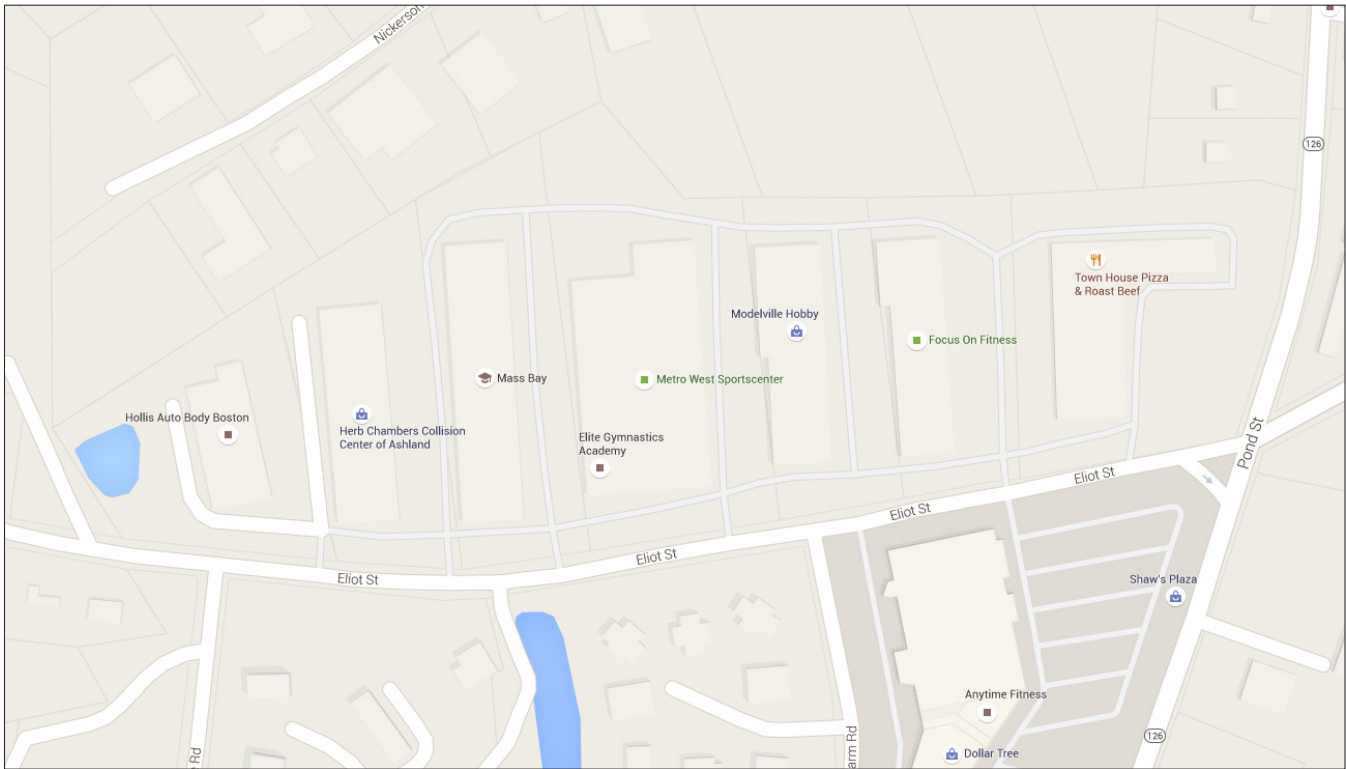 Nickerson
126
Town House Pizza
& Roast Beef
Modelville Hobby
Focus On Fitness
Mass Bay
Metro West Sportscenter
Hollis Auto Body Boston
Herb Chambers Collision
Center of Ashland
Elite Gymnastics
Academy
Pond St
Eliot St
Eliot St
Eliot St
Eliot St
Shaw's Plaza
Anytime Fitness
126
Dollar Tree
Rd
arm Rd